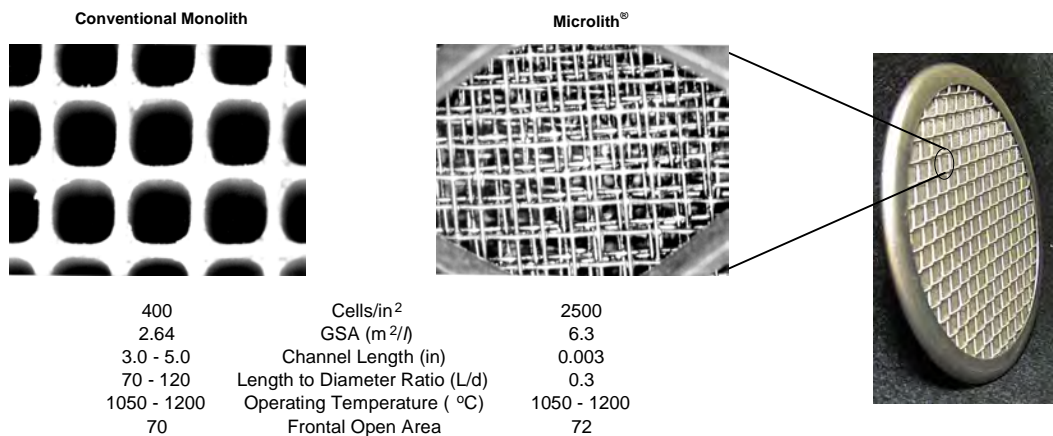 Conventional Monolith
Microlith®
400 Cells/in² 2500
2.64 GSA (m²/l) 6.3
3.0 - 5.0 Channel Length (in) 0.003
70 - 120 Length to Diameter Ratio (L/d) 0.3
1050 - 1200 Operating Temperature ( ºC) 1050 - 1200
70 Frontal Open Area 72